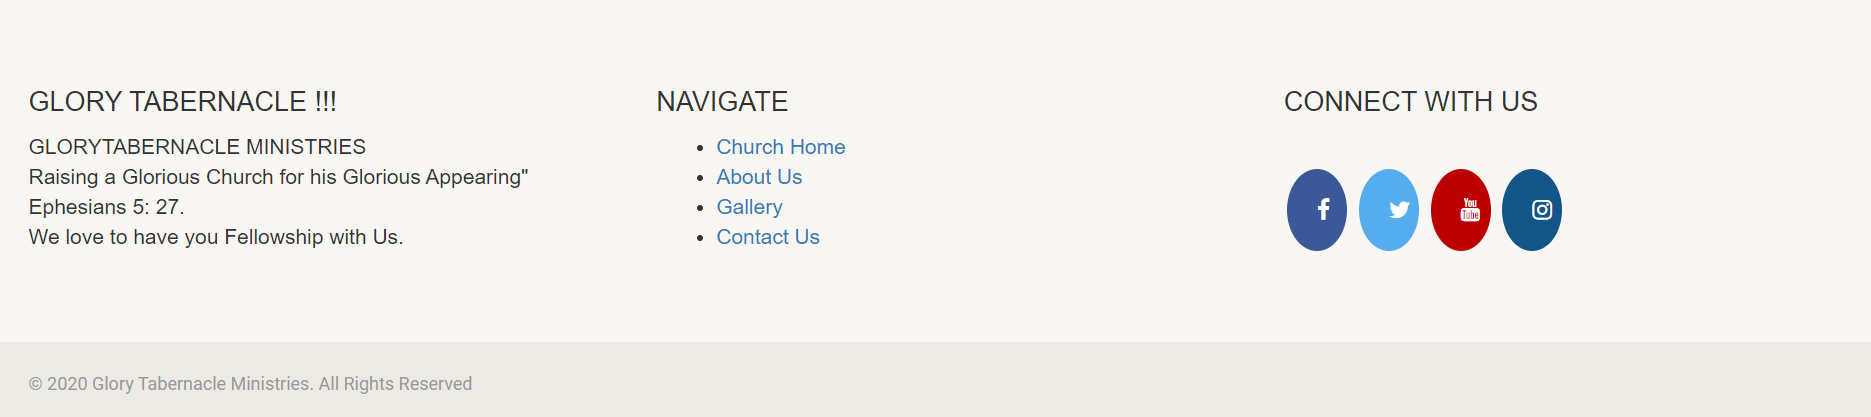 GLORY TABERNACLE !!!
GLORYTABERNACLE MINISTRIES
Raising a Glorious Church for his Glorious Appearing"
Ephesians 5: 27.
We love to have you Fellowship with Us.
NAVIGATE
Church Home
About Us
Gallery
Contact Us
CONNECT WITH US
You
Tube
© 2020 Glory Tabernacle Ministries. All Rights Reserved